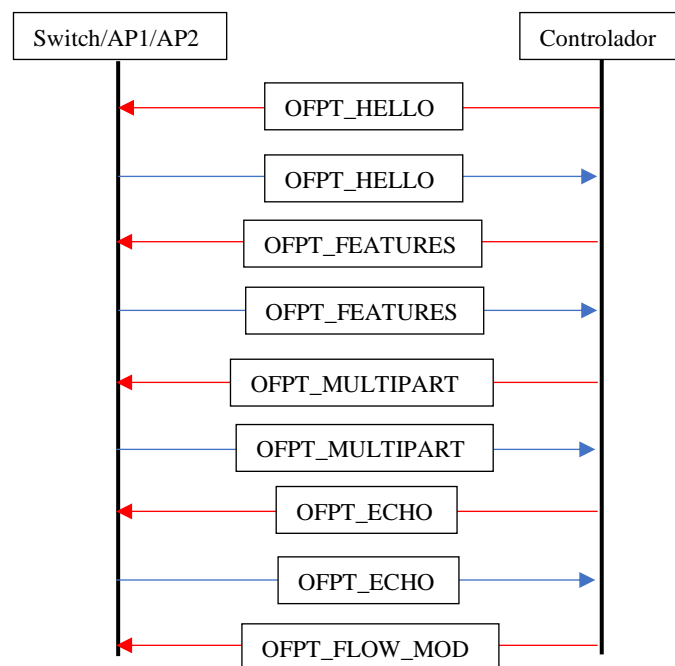 Switch/AP1/AP2
Controlador
OFPT_HELLO
OFPT_HELLO
OFPT_FEATURES
OFPT_FEATURES
OFPT_MULTIPART
OFPT_MULTIPART
OFPT_ECHO
OFPT_ECHO
OFPT_FLOW_MOD